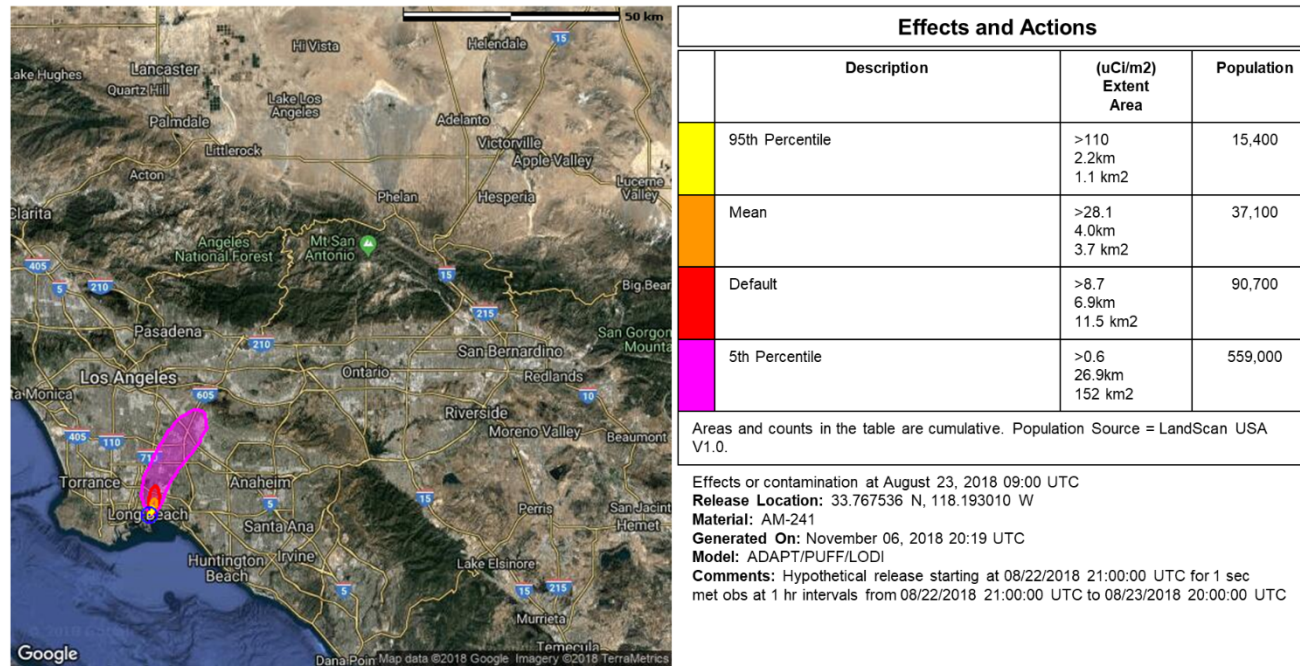 50 km
15
Hi Vista
Helendale
Lancaster
Lake Hughes
Quartz Hill
Lake Los
Angeles
Adelanto
Palmdale
Victorville
Littlerock
Apple Valley
Acton
Lucerne
Valley
Phelan
Hesperia
Clarita
Angeles
National Forest
Mt San
Antonio
405
5
210
15
215
Big Bear
Pasadena
210
San Gorgon
Mounta
San Bernardino
Los Angeles
Ontario
Redlands
605
10
ta Monica
Riverside
Moreno Valley
Beaumont
405
110
710
Torrance
Anaheim
Long Beach
5
15
215
Santa Ana
Perris
San Jacint
Hemet
Huntington
Beach
Irvine
Lake Elsinore
5
15
215
Murrieta
Temecula
Google
Dana Poin
Map data ©2018 Google Imagery ©2018 TerraMetrics
Effects and Actions
Description
(uCi/m2)
Extent
Area
Population
95th Percentile
>110
2.2km
1.1 km2
15,400
Mean
>28.1
4.0km
3.7 km2
37,100
Default
>8.7
6.9km
11.5 km2
90,700
5th Percentile
>0.6
26.9km
152 km2
559,000
Areas and counts in the table are cumulative. Population Source = LandScan USA
V1.0.
Effects or contamination at August 23, 2018 09:00 UTC
Release Location: 33.767536 N, 118.193010 W
Material: AM-241
Generated On: November 06, 2018 20:19 UTC
Model: ADAPT/PUFF/LODI
Comments: Hypothetical release starting at 08/22/2018 21:00:00 UTC for 1 sec
met obs at 1 hr intervals from 08/22/2018 21:00:00 UTC to 08/23/2018 20:00:00 UTC